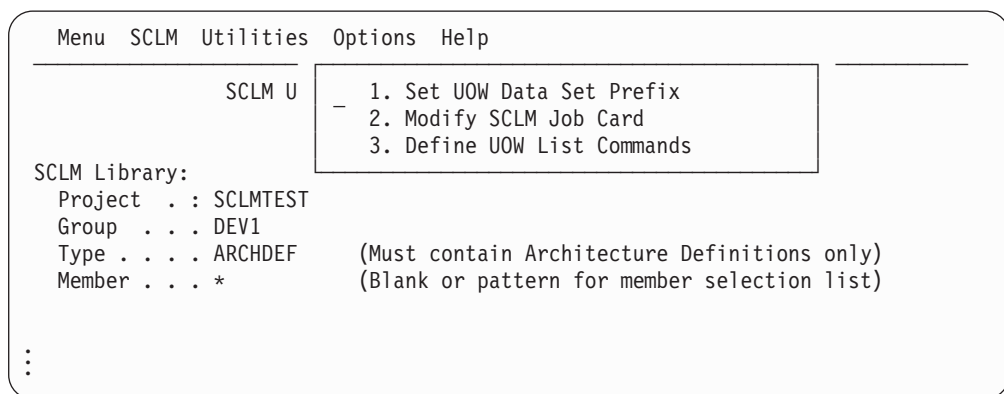 Menu SCLM Utilities Options Help
SCLM U
_ 1. Set UOW Data Set Prefix
2. Modify SCLM Job Card
3. Define UOW List Commands
SCLM Library:
Project . : SCLMTEST
Group . . . DEV1
Type . . . . ARCHDEF (Must contain Architecture Definitions only)
Member . . . * (Blank or pattern for member selection list)